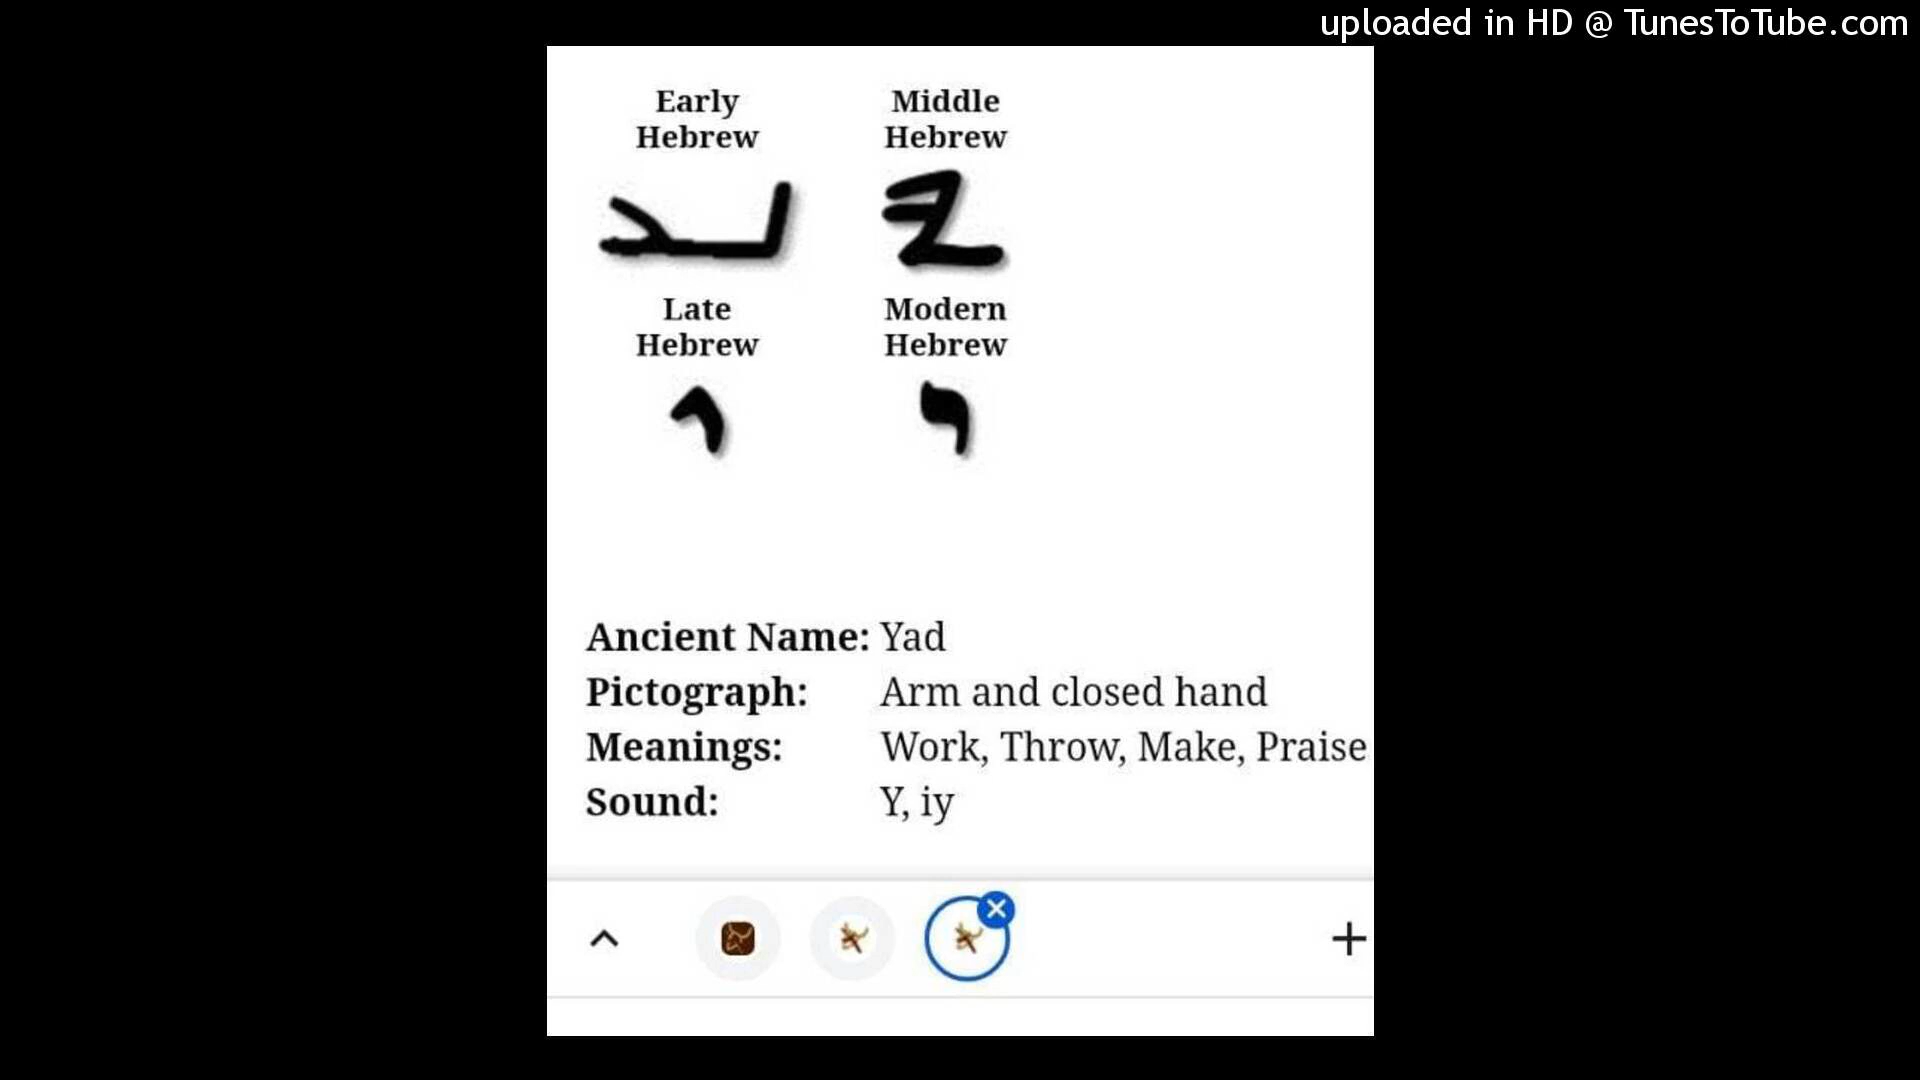 uploaded in HD @ TunesToTube.com
Early Hebrew
Middle Hebrew
Late Hebrew
Modern Hebrew
י
Ancient Name: Yad
Pictograph: Arm and closed hand
Meanings: Work, Throw, Make, Praise
Sound: Y, iy